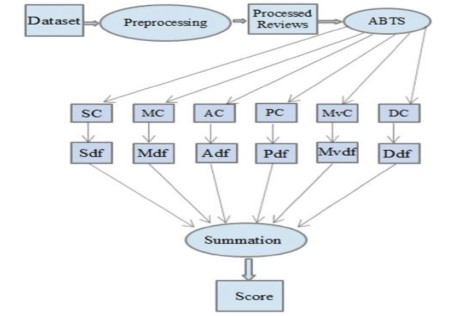 Dataset
Preprocessing
Processed
Reviews
ABTS
SC MC AC PC MvC DC
Sdf Mdf Adf Pdf Mvdf Ddf
Summation
Score